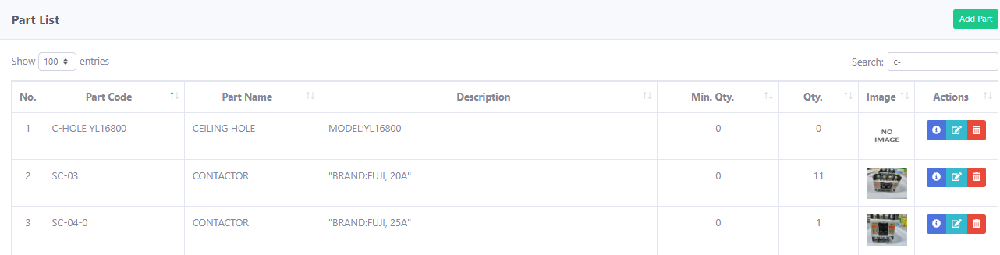 Part List
Add Part
Show 100 entries
Search: c-
No. Part Code Part Name Description Min. Qty. Qty. Image Actions
1 C-HOLE YL16800 CEILING HOLE MODEL:YL16800 0 0 NO IMAGE
2 SC-03 CONTACTOR "BRAND:FUJI, 20A" 0 11
3 SC-04-0 CONTACTOR "BRAND:FUJI, 25A" 0 1